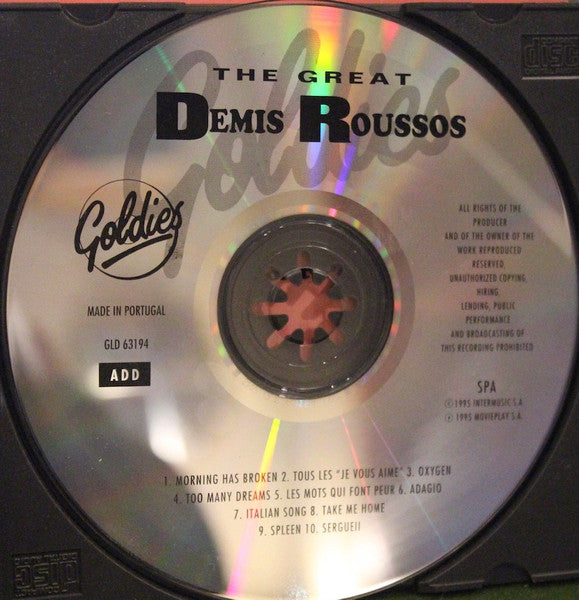 Goldies
THE GREAT
DEMIS ROUSSOS
Goldies
MADE IN PORTUGAL
GLD 63194
ADD
ALL RIGHTS OF THE
PRODUCER
AND OF THE OWNER OF THE
WORK REPRODUCED
RESERVED
UNAUTHORIZED COPYING,
HIRING,
LENDING, PUBLIC
PERFORMANCE
AND BROADCASTING OF
THIS RECORDING PROHIBITED
SPA
© 1995 INTERMUSIC S.A.
℗ 1995 MOVIEPLAY S.A.
1. MORNING HAS BROKEN 2. TOUS LES "JE VOUS AIME" 3. OXYGEN
4. TOO MANY DREAMS 5. LES MOTS QUI FONT PEUR 6. ADAGIO
7. ITALIAN SONG 8. TAKE ME HOME
9. SPLEEN 10. SERGUEII
disc